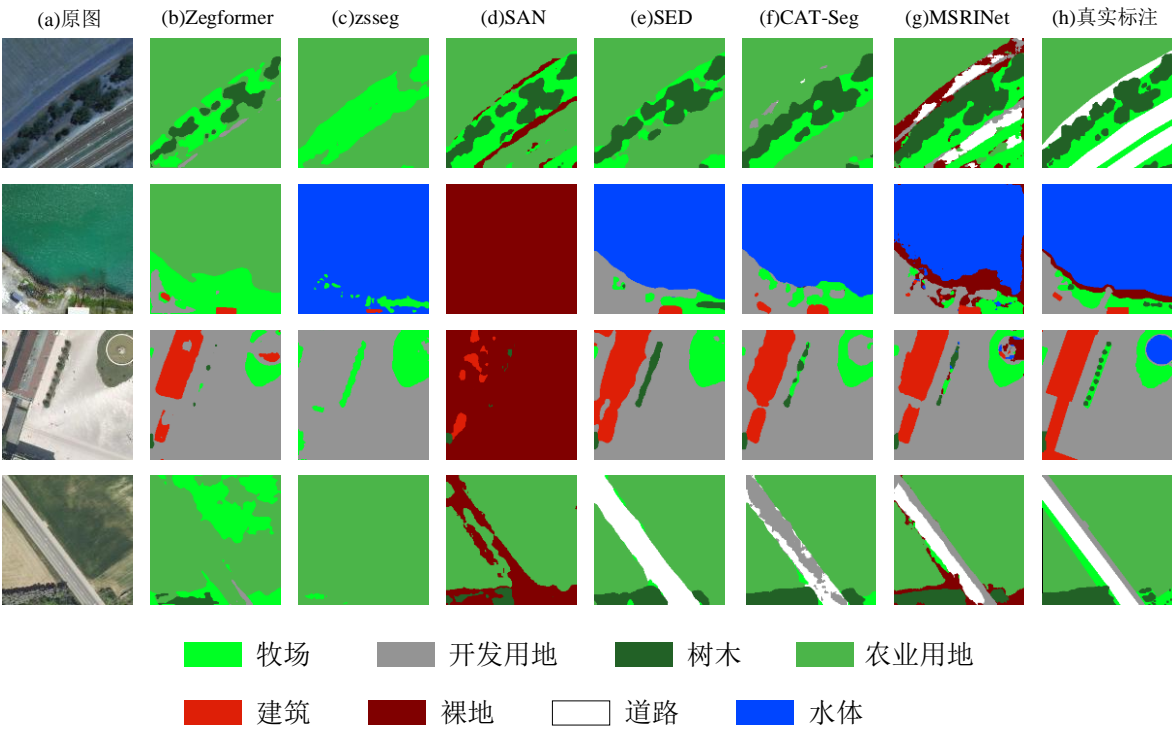 (a)原图 (b)Zegformer (c)zsseg (d)SAN (e)SED (f)CAT-Seg (g)MSRINet (h)真实标注
牧场 开发用地 树木 农业用地
建筑 裸地 道路 水体